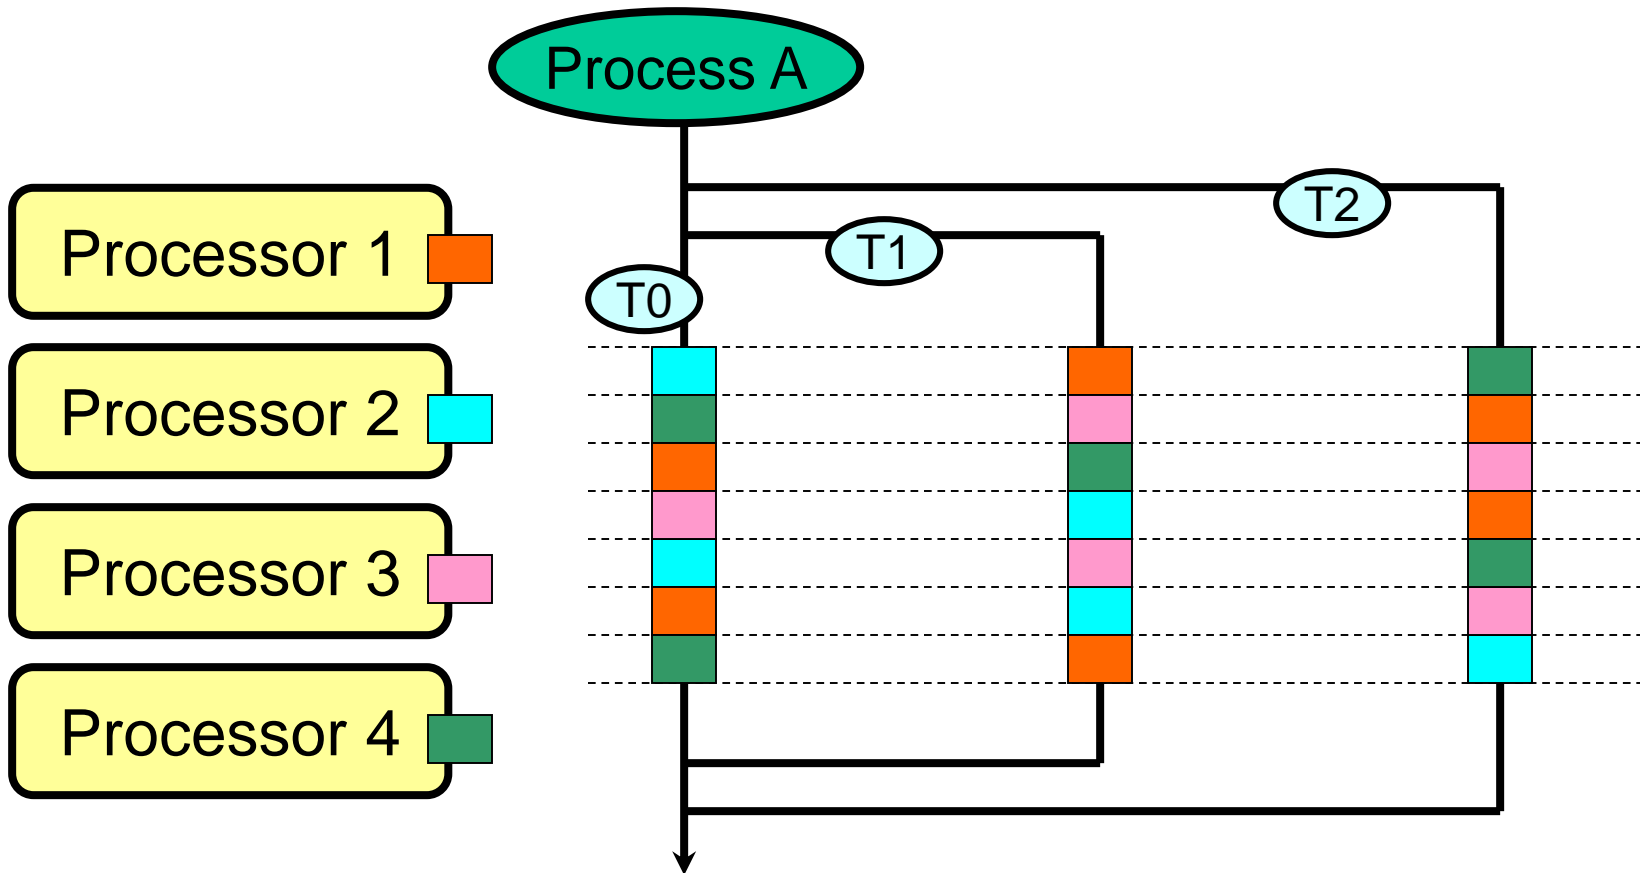 Process A
T2
T1
T0
Processor 1
Processor 2
Processor 3
Processor 4